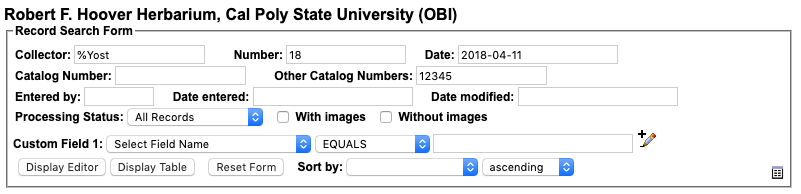 Robert F. Hoover Herbarium, Cal Poly State University (OBI)
Record Search Form
Collector: %Yost Number: 18 Date: 2018-04-11
Catalog Number: Other Catalog Numbers: 12345
Entered by: Date entered: Date modified:
Processing Status: All Records With images Without images
Custom Field 1: Select Field Name EQUALS
Display Editor Display Table Reset Form Sort by: ascending